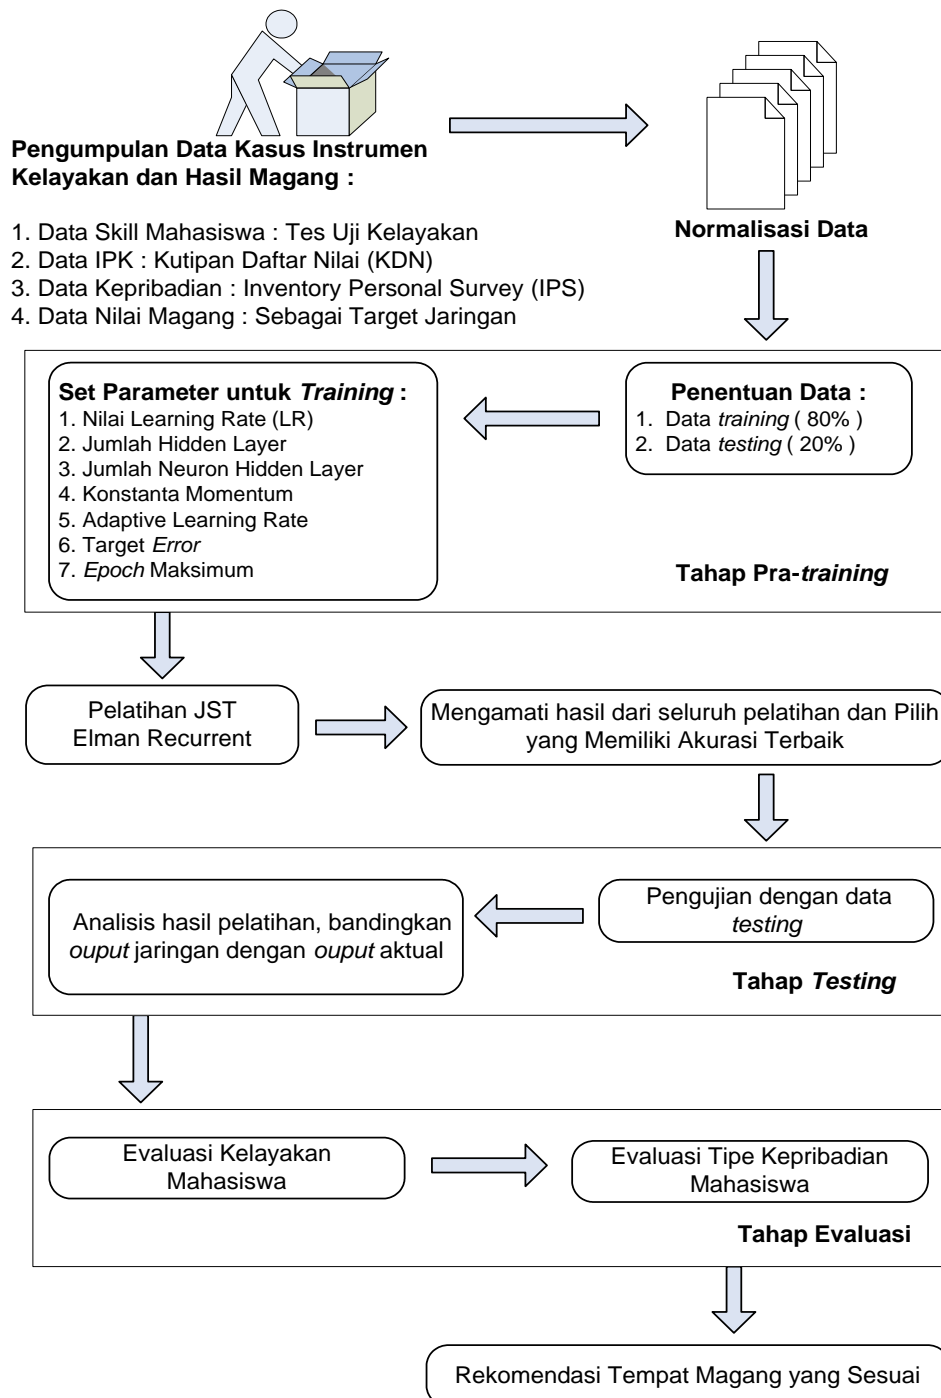 Pengumpulan Data Kasus Instrumen
Kelayakan dan Hasil Magang :
1. Data Skill Mahasiswa : Tes Uji Kelayakan
2. Data IPK : Kutipan Daftar Nilai (KDN)
3. Data Kepribadian : Inventory Personal Survey (IPS)
4. Data Nilai Magang : Sebagai Target Jaringan
Normalisasi Data
Penentuan Data :
1. Data training ( 80% )
2. Data testing ( 20% )
Set Parameter untuk Training :
1. Nilai Learning Rate (LR)
2. Jumlah Hidden Layer
3. Jumlah Neuron Hidden Layer
4. Konstanta Momentum
5. Adaptive Learning Rate
6. Target Error
7. Epoch Maksimum
Tahap Pra-training
Pelatihan JST
Elman Recurrent
Mengamati hasil dari seluruh pelatihan dan Pilih
yang Memiliki Akurasi Terbaik
Pengujian dengan data
testing
Analisis hasil pelatihan, bandingkan
ouput jaringan dengan ouput aktual
Tahap Testing
Evaluasi Kelayakan
Mahasiswa
Evaluasi Tipe Kepribadian
Mahasiswa
Tahap Evaluasi
Rekomendasi Tempat Magang yang Sesuai